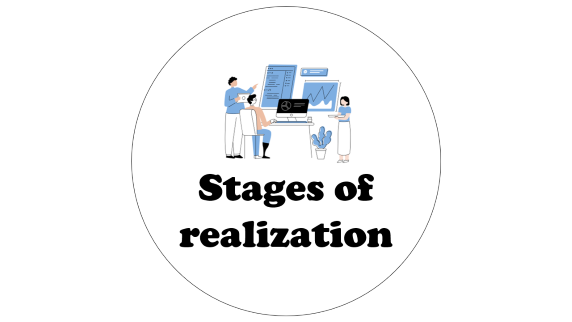 Stages of
realization